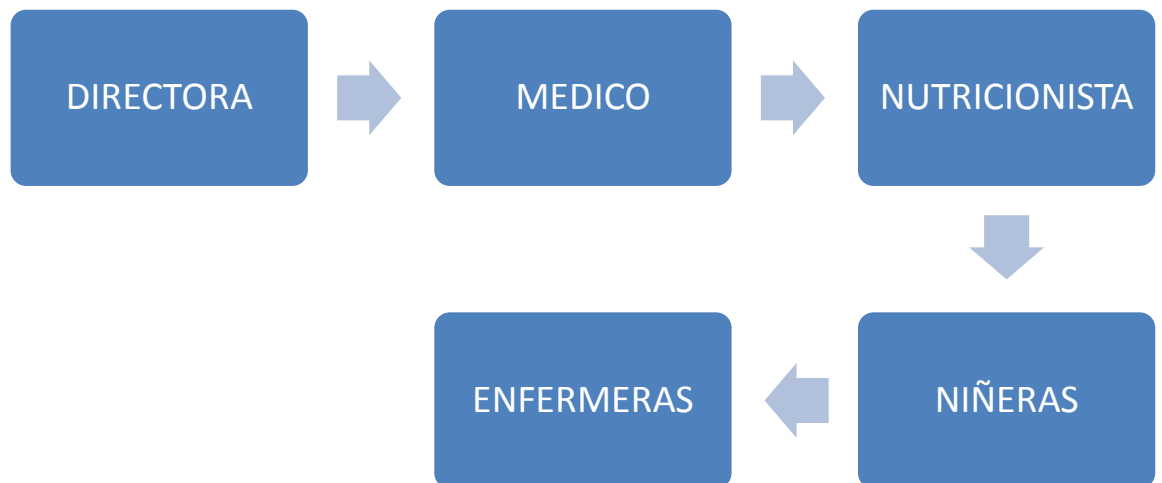 DIRECTORA
MEDICO
NUTRICIONISTA
NIÑERAS
ENFERMERAS